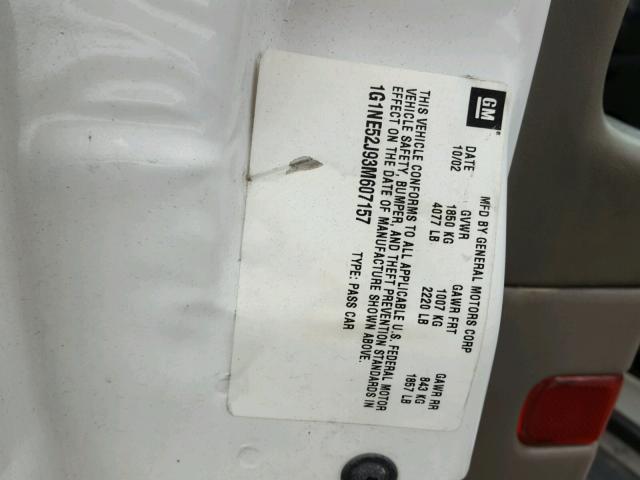 GM
MFD BY GENERAL MOTORS CORP
DATE GVWR GAWR FRT GAWR RR
10/02 1850 KG 1007 KG 843 KG
4077 LB 2220 LB 1857 LB
THIS VEHICLE CONFORMS TO ALL APPLICABLE U.S. FEDERAL MOTOR
VEHICLE SAFETY, BUMPER, AND THEFT PREVENTION STANDARDS IN
EFFECT ON THE DATE OF MANUFACTURE SHOWN ABOVE.
1G1NE52J93M607157 TYPE: PASS CAR